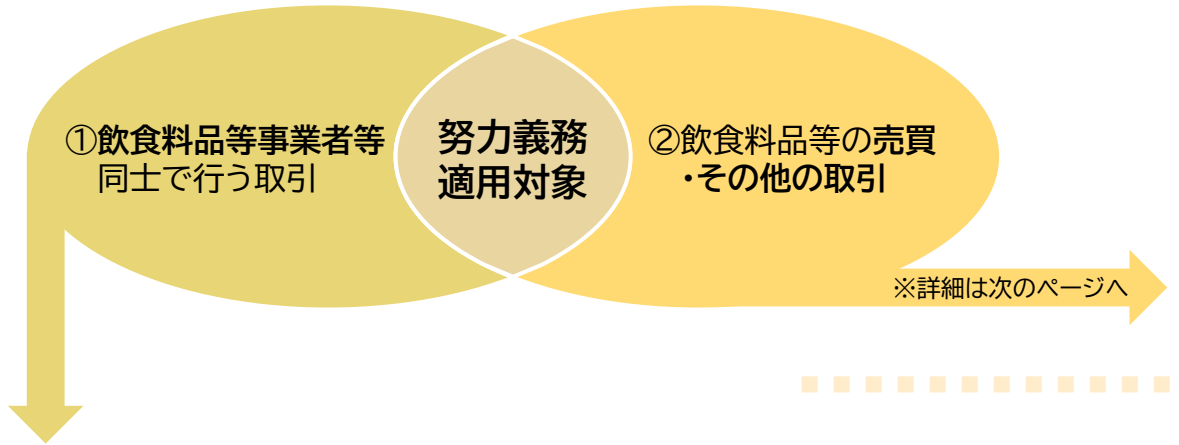 ①飲食料品等事業者等
同士で行う取引
努力義務
適用対象
②飲食料品等の売買
・その他の取引
※詳細は次のページへ